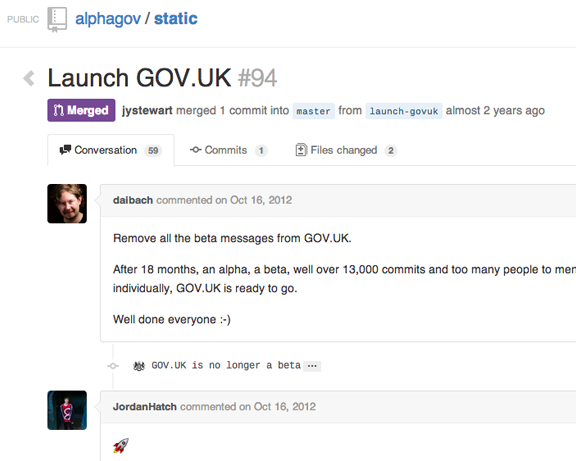 PUBLIC alphagov / static
Launch GOV.UK #94
Merged jystewart merged 1 commit into master from launch-govuk almost 2 years ago
Conversation 59 Commits 1 Files changed 2
daibach commented on Oct 16, 2012
Remove all the beta messages from GOV.UK.
After 18 months, an alpha, a beta, well over 13,000 commits and too many people to
individually, GOV.UK is ready to go.
Well done everyone :-)
GOV.UK is no longer a beta ...
JordanHatch commented on Oct 16, 2012
🚀